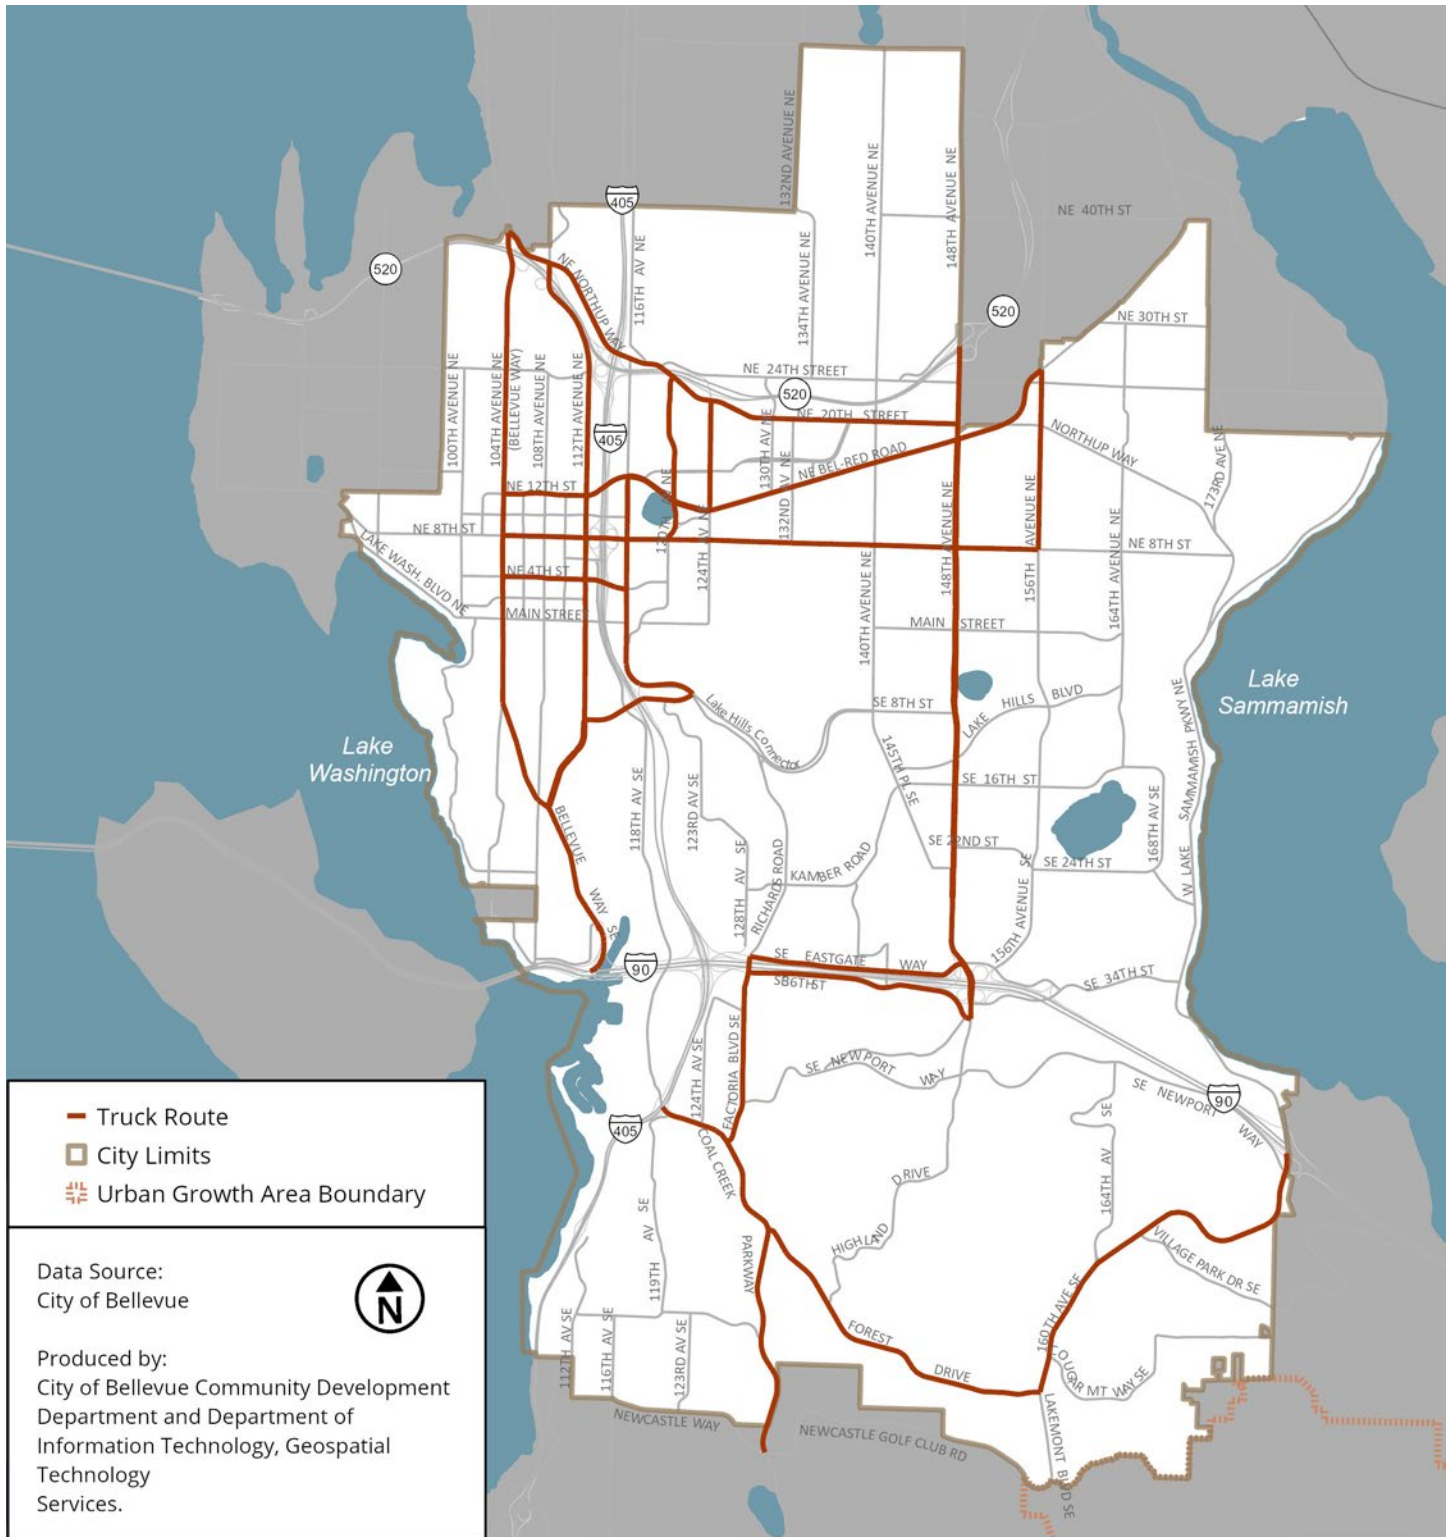 132ND AVENUE NE
140TH AVENUE NE
148TH AVENUE NE
NE 40TH ST
405
520
116TH AV NE
NE NORTHUP WAY
134TH AVENUE NE
520
NE 30TH ST
NE 24TH STREET
520
100TH AVENUE NE
104TH AVENUE NE
(BELLEVUE WAY)
108TH AVENUE NE
112TH AVENUE NE
405
NE 20TH STREET
130TH AV NE
132ND AV NE
NE BEL-RED ROAD
NORTHUP WAY
173RD AVE NE
NE 12TH ST
120TH AV NE
124TH AV NE
148TH AVENUE NE
156TH AVENUE NE
164TH AVENUE NE
NE 8TH ST
NE 8TH ST
LAKE WASH. BLVD NE
NE 4TH ST
MAIN STREET
140TH AVENUE NE
MAIN STREET
Lake
Sammamish
Lake
Washington
Lake Hills Connector
SE 8TH ST
LAKE HILLS BLVD
145TH PL SE
SE 16TH ST
W LAKE SAMMAMISH PKWY NE
BELLEVUE WAY SE
118TH AV SE
123RD AV SE
128TH AV SE
RICHARDS ROAD
KAMBER ROAD
SE 22ND ST
SE 24TH ST
168TH AV SE
156TH AVENUE SE
90
SE EASTGATE WAY
SE 34TH ST
124TH AV SE
FACTORIA BLVD SE
SE NEWPORT WAY
SE NEWPORT WAY
90
405
COAL CREEK PARKWAY
119TH AV SE
HIGHLAND DRIVE
164TH AV SE
VILLAGE PARK DR SE
160TH AVE SE
FOREST DRIVE
112TH AV SE
116TH AV SE
123RD AV SE
NEWCASTLE WAY
NEWCASTLE GOLF CLUB RD
LAKEMONT BLVD SE
Truck Route
City Limits
Urban Growth Area Boundary
Data Source:
City of Bellevue
N
Produced by:
City of Bellevue Community Development
Department and Department of
Information Technology, Geospatial
Technology
Services.